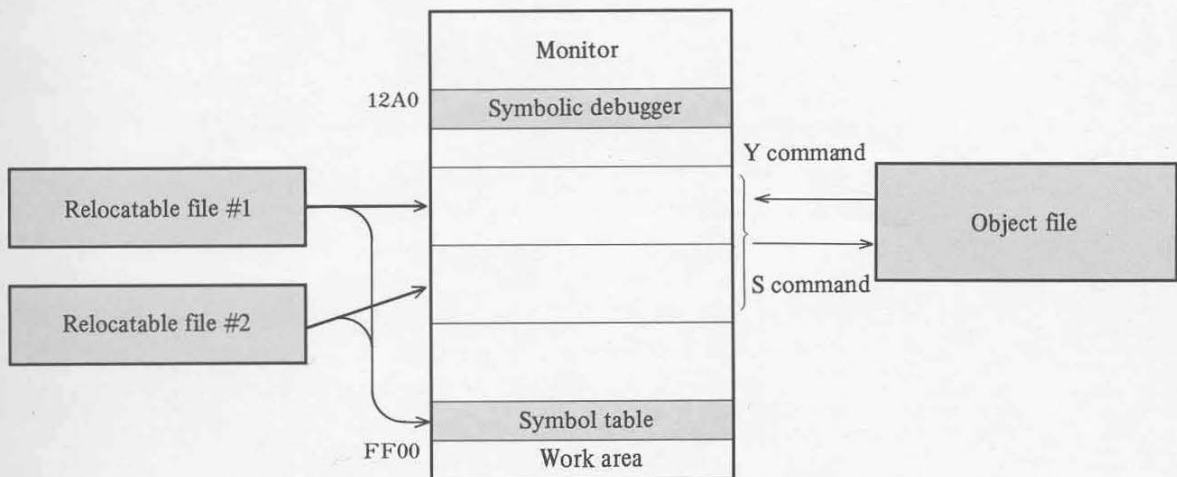 Monitor
12A0
Symbolic debugger
Y command
Relocatable file #1
Object file
S command
Relocatable file #2
Symbol table
FF00
Work area